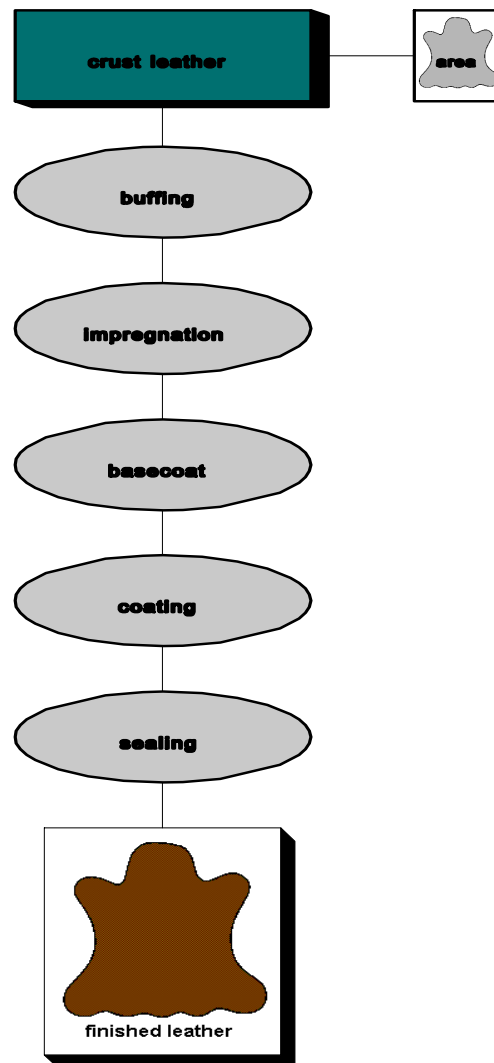 crust leather
area
buffing
impregnation
basecoat
coating
sealing
finished leather